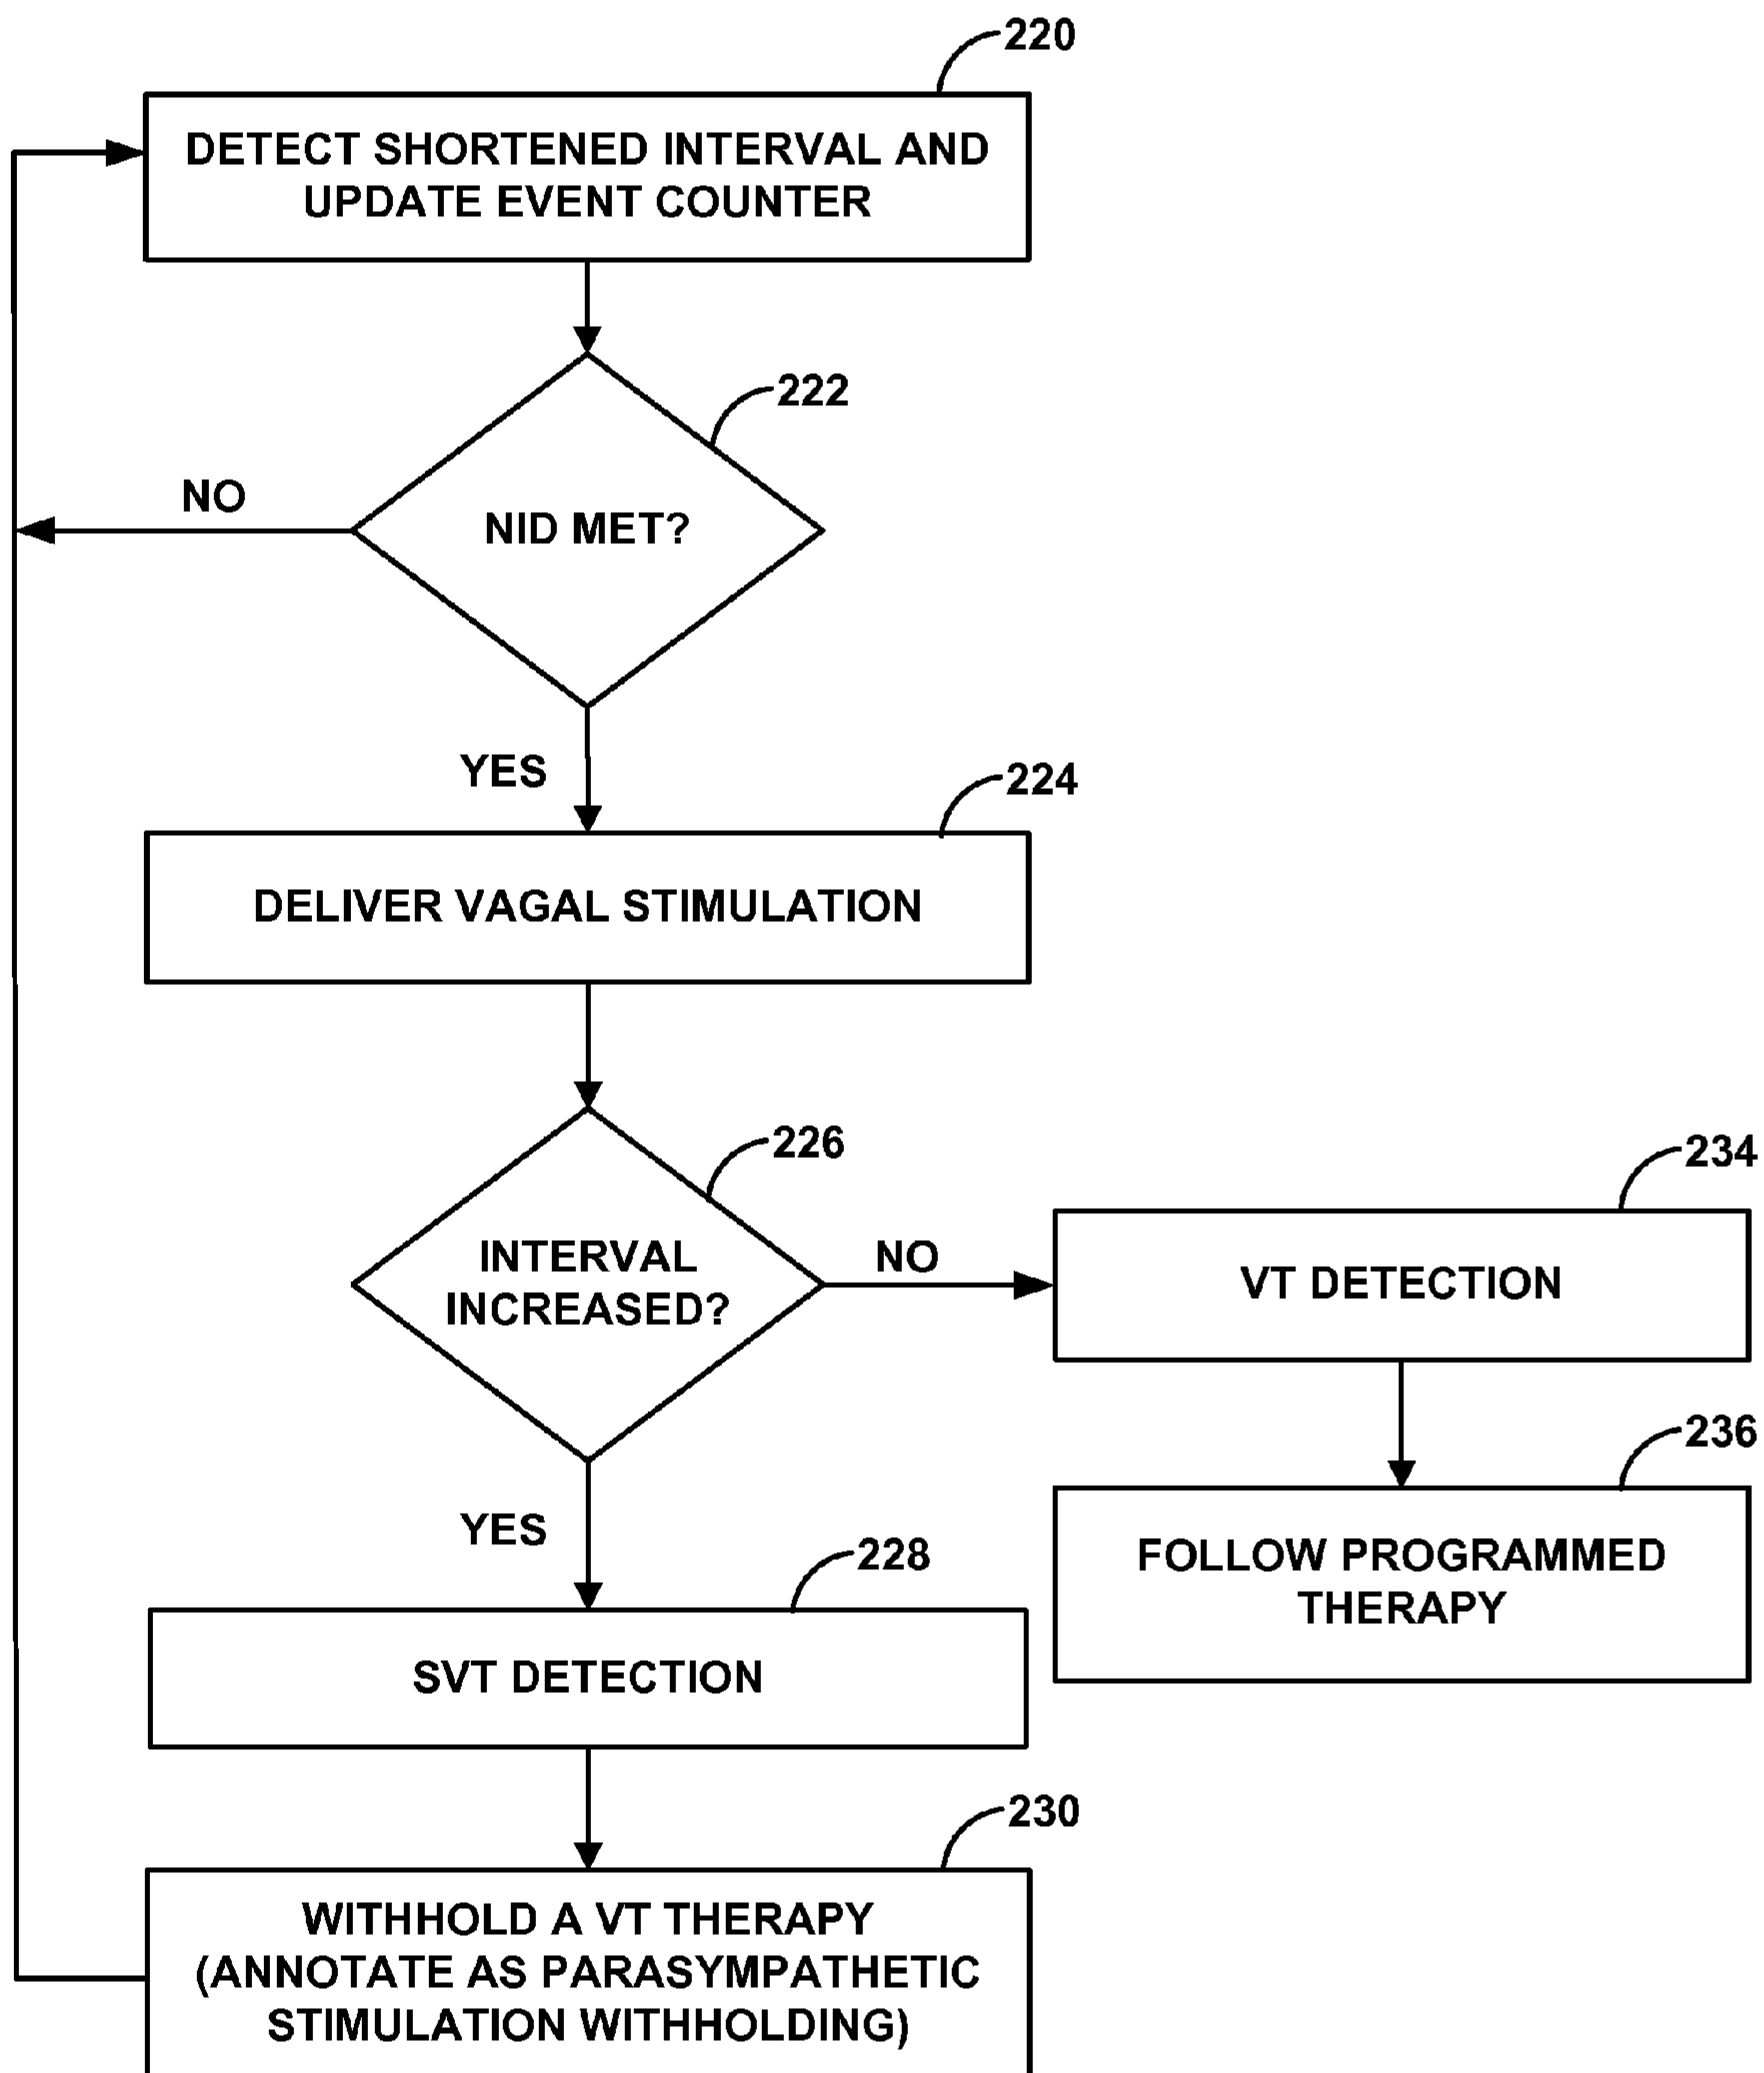 220
DETECT SHORTENED INTERVAL AND
UPDATE EVENT COUNTER
222
NO
NID MET?
YES
224
DELIVER VAGAL STIMULATION
226
INTERVAL
INCREASED?
NO
234
VT DETECTION
236
FOLLOW PROGRAMMED
THERAPY
YES
228
SVT DETECTION
230
WITHHOLD A VT THERAPY
(ANNOTATE AS PARASYMPATHETIC
STIMULATION WITHHOLDING)